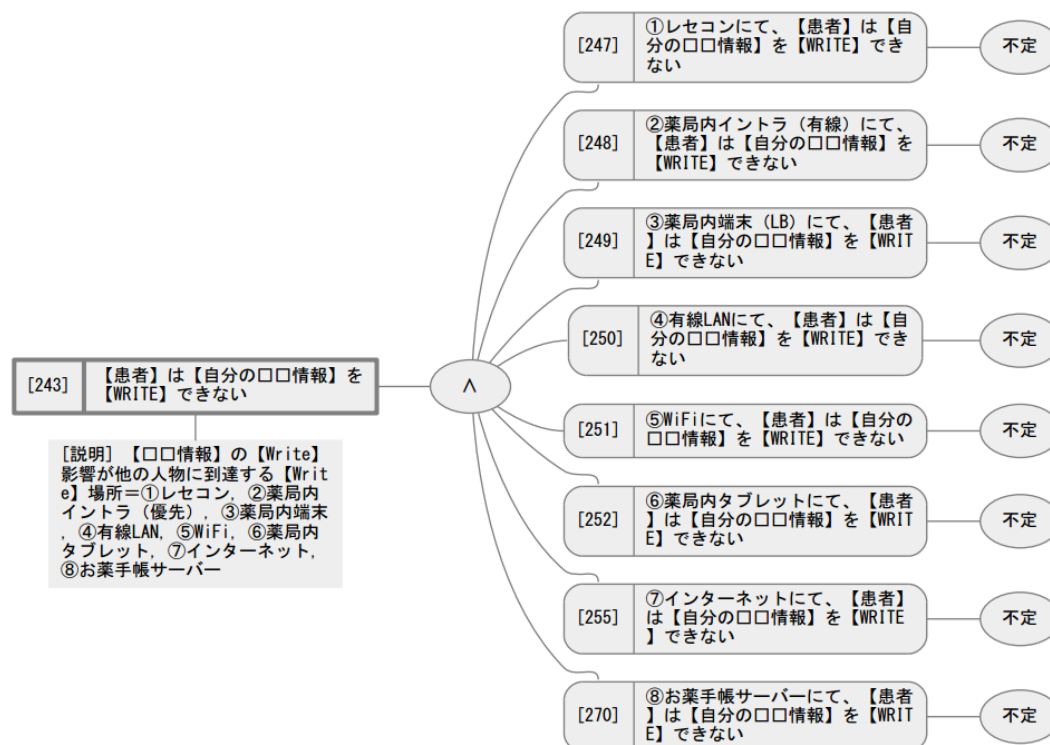 [247]
①レセコンにて、【患者】は【自
分の□□情報】を【WRITE】でき
ない
不定
[248]
②薬局内イントラ（有線）にて、
【患者】は【自分の□□情報】を
【WRITE】できない
不定
[249]
③薬局内端末（LB）にて、【患者
】は【自分の□□情報】を【WRIT
E】できない
不定
[250]
④有線LANにて、【患者】は【自
分の□□情報】を【WRITE】でき
ない
不定
[243]
【患者】は【自分の□□情報】を
【WRITE】できない
∧
[説明] 【□□情報】の【Write】
影響が他の人物に到達する【Writ
e】場所＝①レセコン, ②薬局内
イントラ（優先）, ③薬局内端末
, ④有線LAN, ⑤WiFi, ⑥薬局内
タブレット, ⑦インターネット,
⑧お薬手帳サーバー
[251]
⑤WiFiにて、【患者】は【自分の
□□情報】を【WRITE】できない
不定
[252]
⑥薬局内タブレットにて、【患者
】は【自分の□□情報】を【WRIT
E】できない
不定
[255]
⑦インターネットにて、【患者】
は【自分の□□情報】を【WRITE
】できない
不定
[270]
⑧お薬手帳サーバーにて、【患者
】は【自分の□□情報】を【WRIT
E】できない
不定